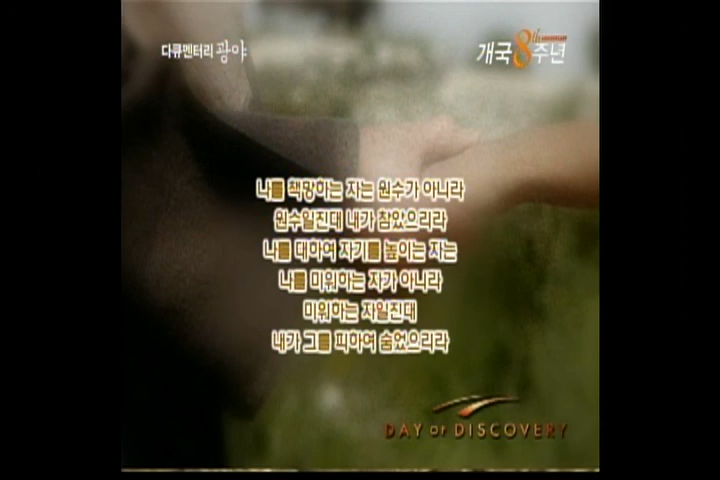 다큐멘터리 광야
개국 8th 주년
나를 책망하는 자는 원수가 아니라
원수일진대 내가 참았으리라
나를 대하여 자기를 높이는 자는
나를 미워하는 자가 아니라
미워하는 자일진대
내가 그를 피하여 숨었으리라
DAY OF DISCOVERY